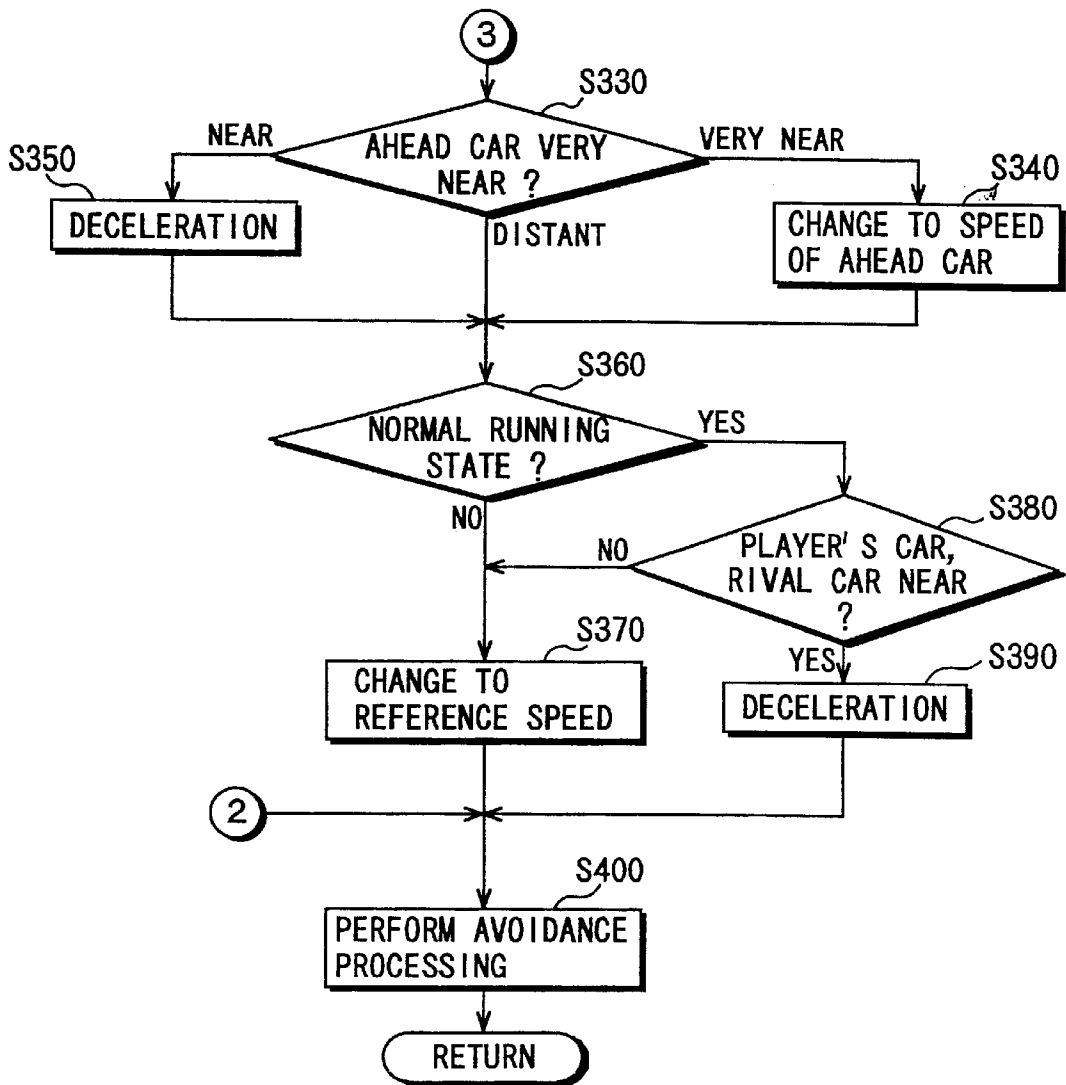 3
S330
NEAR
AHEAD CAR VERY
NEAR ?
VERY NEAR
S350
DECELERATION
S340
CHANGE TO SPEED
OF AHEAD CAR
DISTANT
S360
NORMAL RUNNING
STATE ?
YES
NO
S380
PLAYER'S CAR,
RIVAL CAR NEAR
?
NO
YES
S370
CHANGE TO
REFERENCE SPEED
S390
DECELERATION
2
S400
PERFORM AVOIDANCE
PROCESSING
RETURN